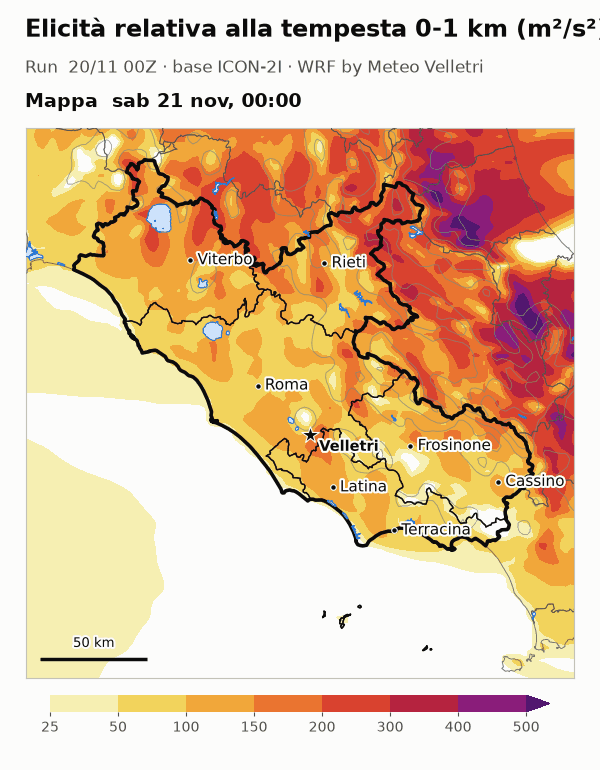 Elicità relativa alla tempesta 0-1 km (m²/s²)
Run  20/11 00Z · base ICON-2I · WRF by Meteo Velletri
Mappa  sab 21 nov, 00:00
Viterbo
Rieti
Roma
Velletri
Frosinone
Cassino
Latina
Terracina
50 km
25 50 100 150 200 300 400 500